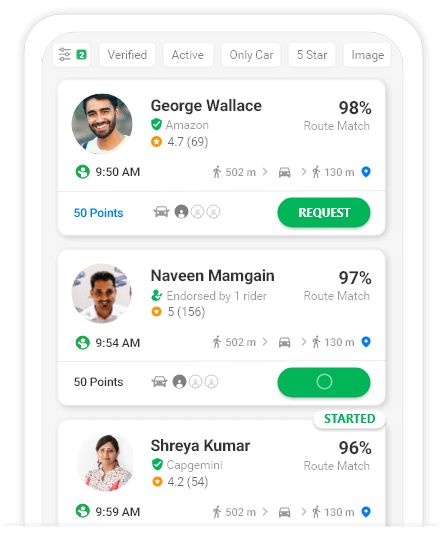 2 Verified Active Only Car 5 Star Image
George Wallace 98%
Amazon Route Match
4.7 (69)
9:50 AM 502 m 130 m
50 Points REQUEST
Naveen Mamgain 97%
Endorsed by 1 rider Route Match
5 (156)
9:54 AM 502 m 130 m
50 Points
STARTED
Shreya Kumar 96%
Capgemini Route Match
4.2 (54)
9:59 AM 502 m 130 m